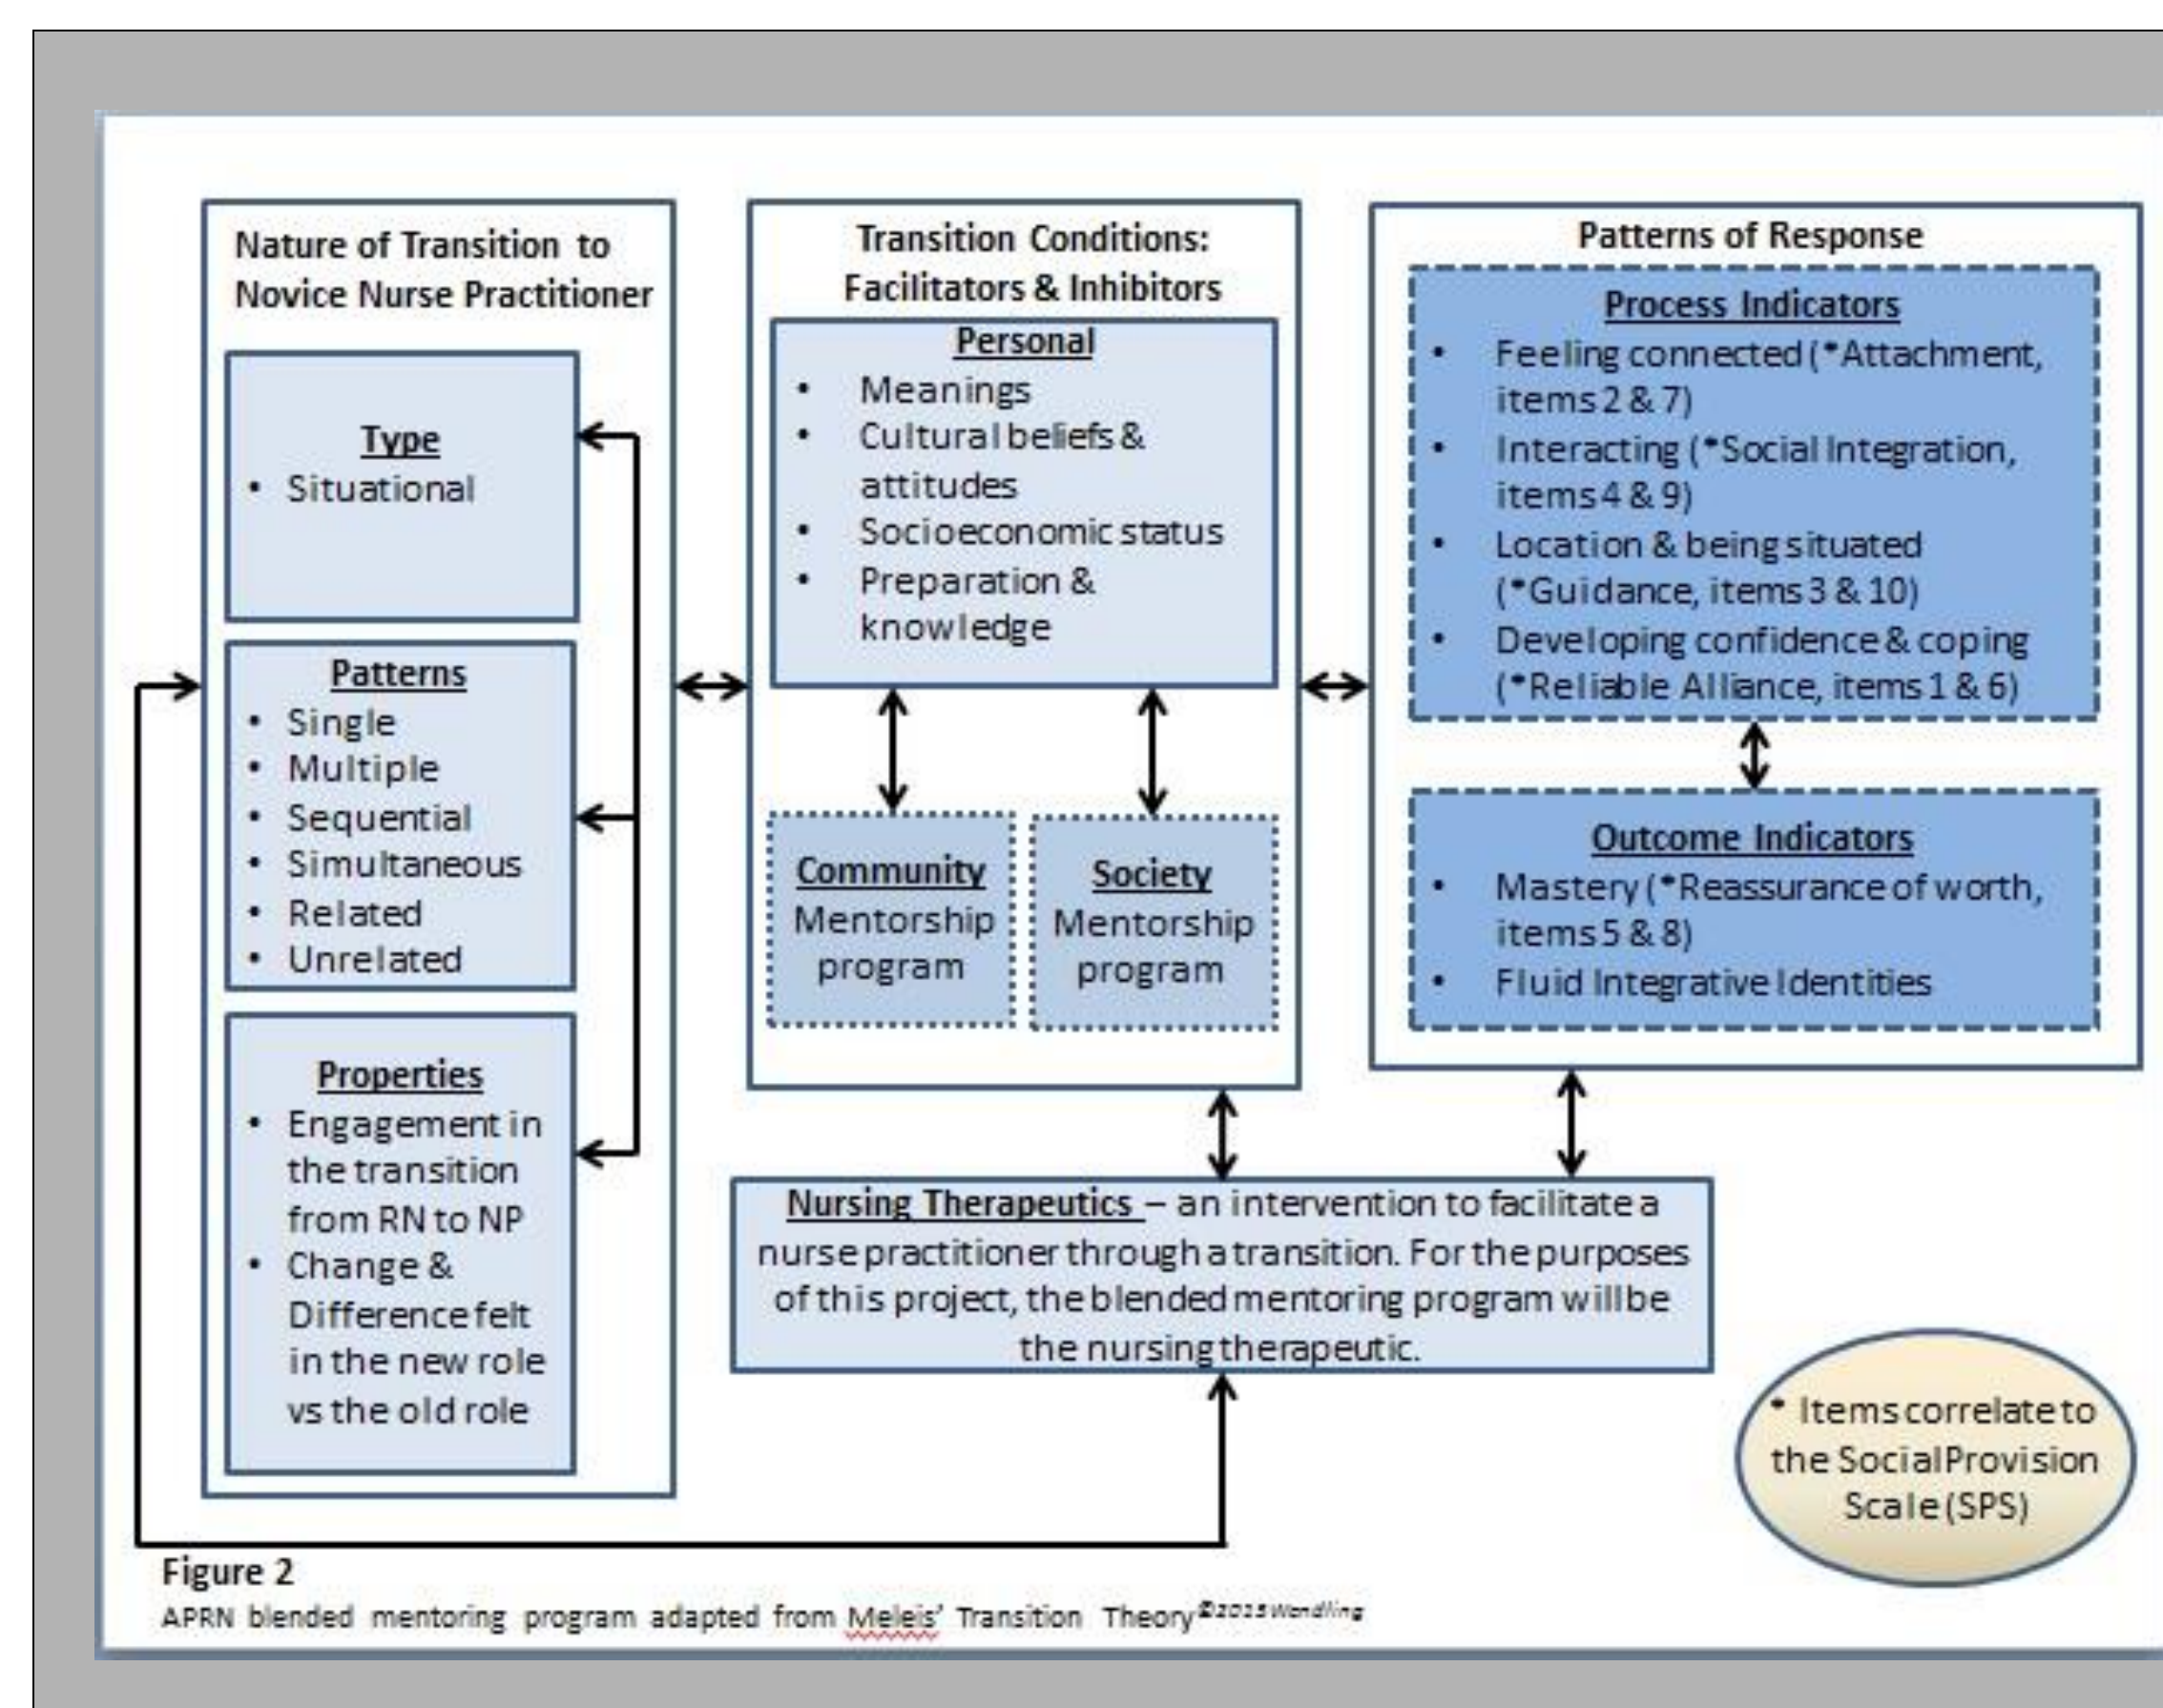 Nature of Transition to
Novice Nurse Practitioner
Type
• Situational
Patterns
• Single
• Multiple
• Sequential
• Simultaneous
• Related
• Unrelated
Properties
• Engagement in
the transition
from RN to NP
• Change &
Difference felt
in the new role
vs the old role
Transition Conditions:
Facilitators & Inhibitors
Personal
• Meanings
• Cultural beliefs &
attitudes
• Socioeconomic status
• Preparation &
knowledge
Community
Mentorship
program
Society
Mentorship
program
Patterns of Response
Process Indicators
• Feeling connected (*Attachment,
items 2 & 7)
• Interacting (*Social Integration,
items 4 & 9)
• Location & being situated
(*Guidance, items 3 & 10)
• Developing confidence & coping
(*Reliable Alliance, items 1 & 6)
Outcome Indicators
• Mastery (*Reassurance of worth,
items 5 & 8)
• Fluid Integrative Identities
Nursing Therapeutics – an intervention to facilitate a
nurse practitioner through a transition. For the purposes
of this project, the blended mentoring program will be
the nursing therapeutic.
* Items correlate to
the Social Provision
Scale (SPS)
Figure 2
APRN blended mentoring program adapted from Meleis' Transition Theory ©2015 Wendling